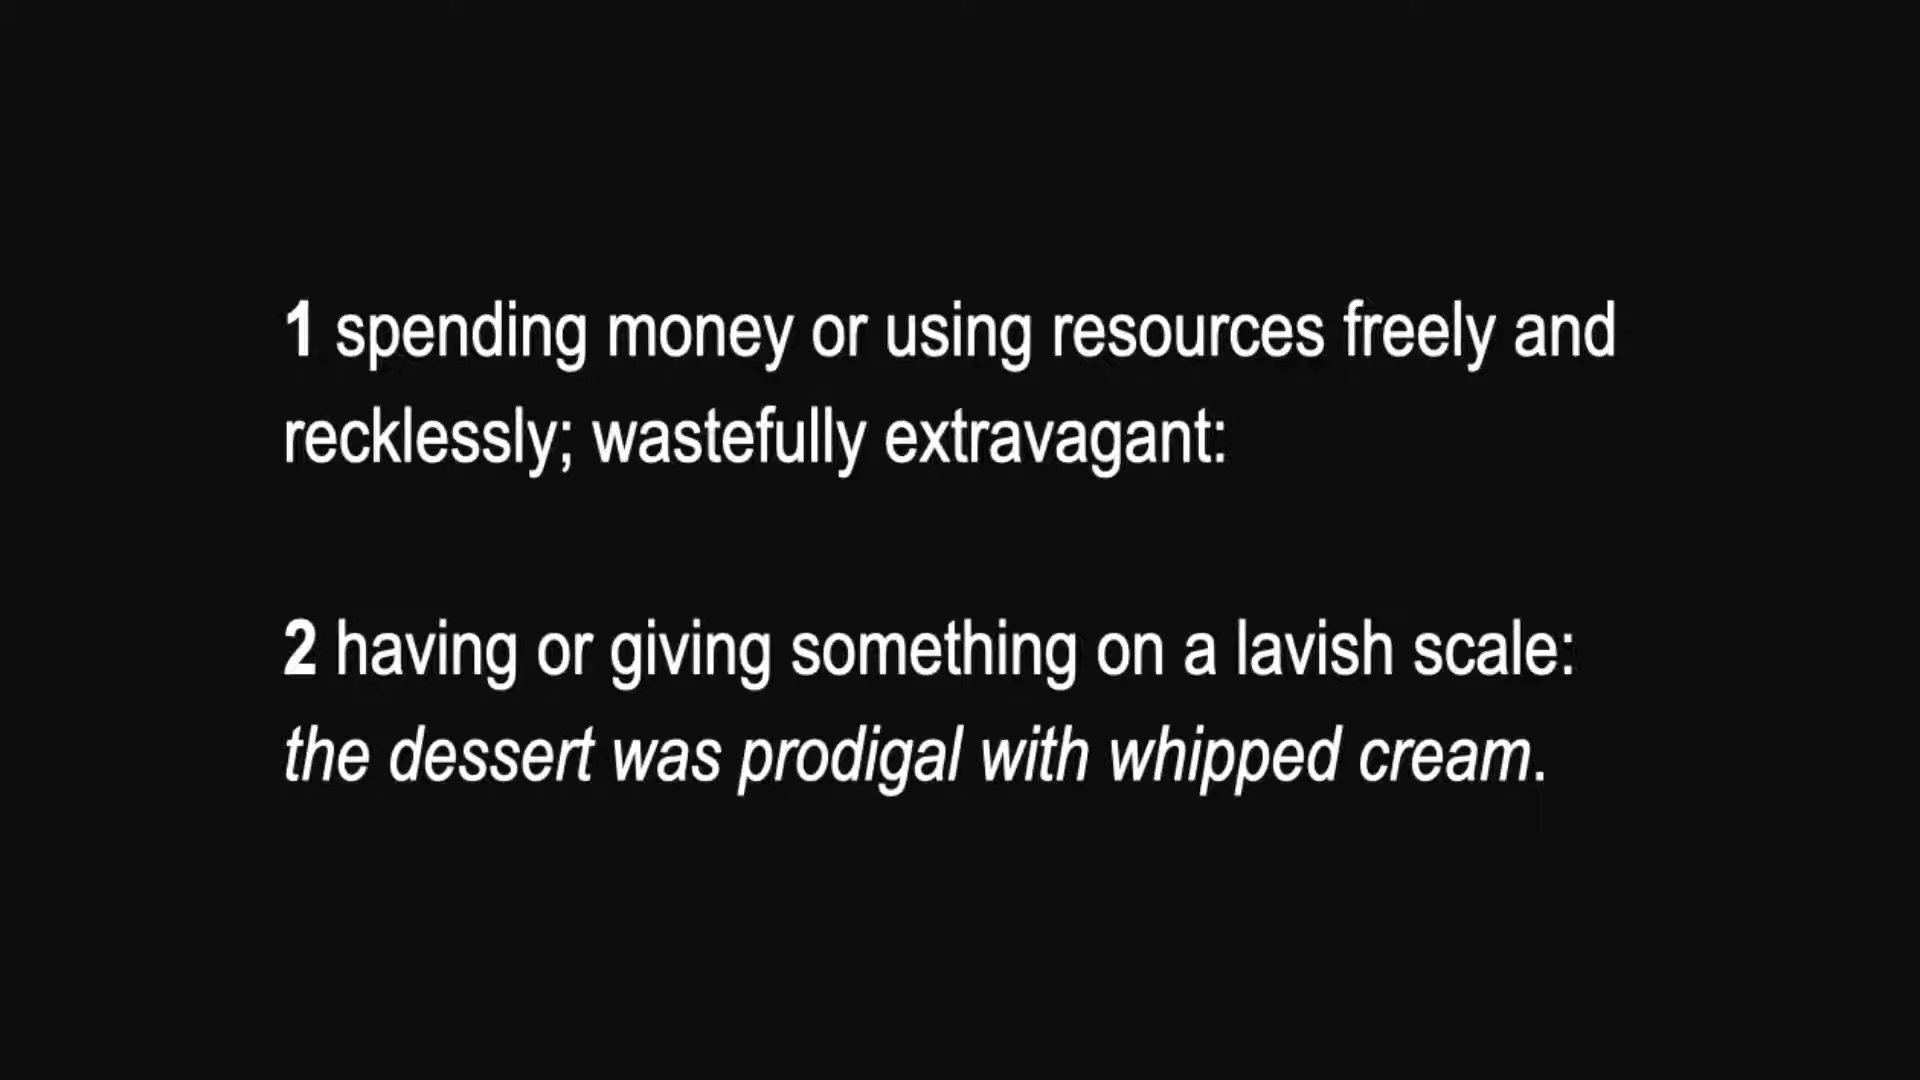 1 spending money or using resources freely and
recklessly; wastefully extravagant:
2 having or giving something on a lavish scale:
the dessert was prodigal with whipped cream.